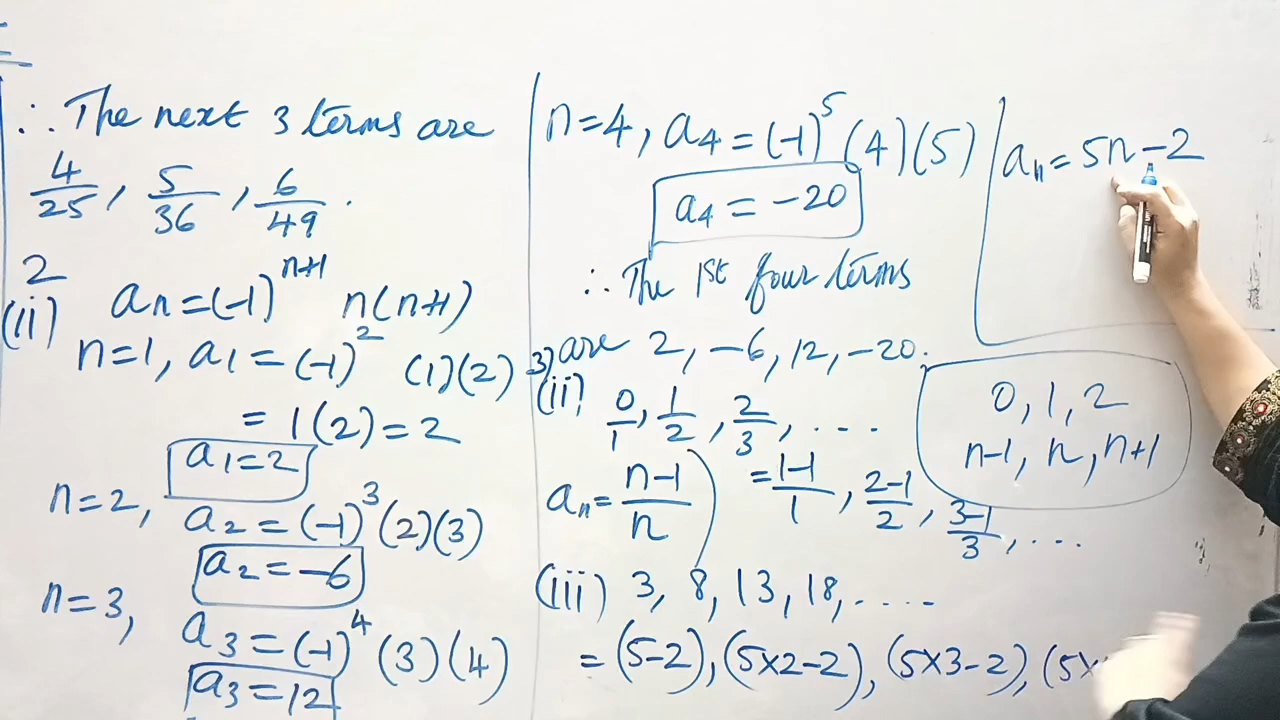 ∴ The next 3 terms are
4/25, 5/36, 6/49.
2
(ii) an = (-1)^(n+1) n(n+1)
n=1, a1 = (-1)^2 (1)(2)
= 1(2) = 2
a1 = 2
n=2, a2 = (-1)^3 (2)(3)
a2 = -6
n=3,
a3 = (-1)^4 (3)(4)
a3 = 12
n=4, a4 = (-1)^5 (4)(5)
a4 = -20
∴ The 1st four terms
are 2, -6, 12, -20.
3)
(ii) 0/1, 1/2, 2/3, ....
an = (n-1)/n = (1-1)/1, (2-1)/2, (3-1)/3, ...
(iii) 3, 8, 13, 18, .....
= (5-2), (5×2-2), (5×3-2), (5×
an = 5n-2
0, 1, 2
n-1, n, n+1